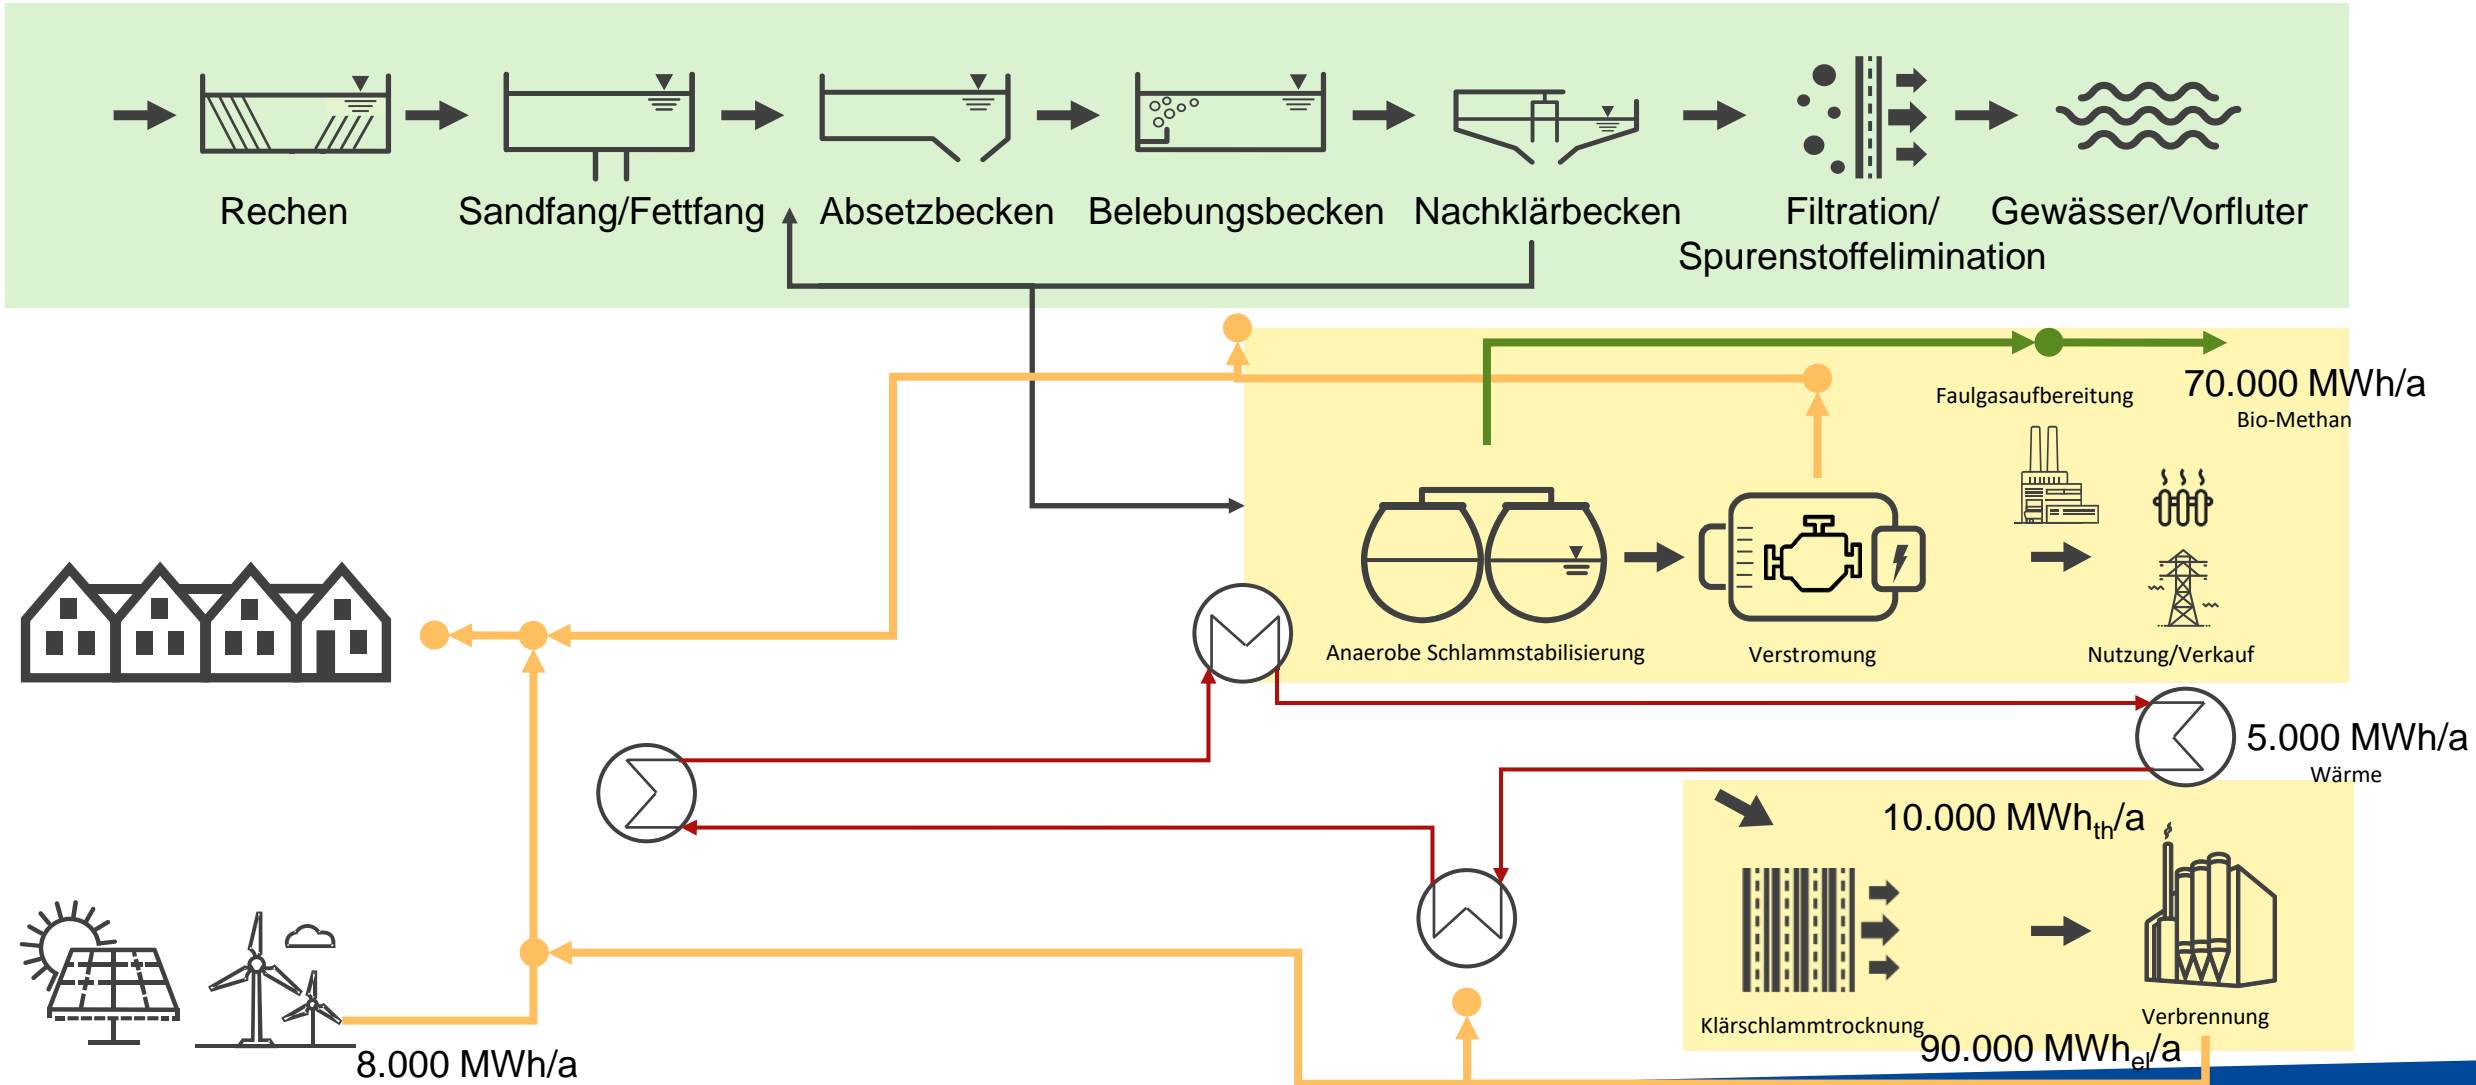 Rechen
Sandfang/Fettfang
Absetzbecken
Belebungsbecken
Nachklärbecken
Filtration/
Spurenstoffelimination
Gewässer/Vorfluter
Faulgasaufbereitung
70.000 MWh/a
Bio-Methan
Anaerobe Schlammstabilisierung
Verstromung
Nutzung/Verkauf
5.000 MWh/a
Wärme
10.000 MWhth/a
Klärschlammtrocknung
Verbrennung
90.000 MWhel/a
8.000 MWh/a